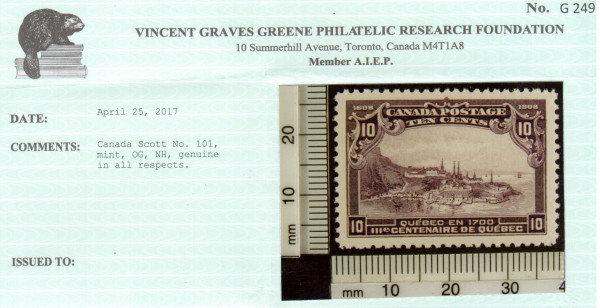 No. G 249
VINCENT GRAVES GREENE PHILATELIC RESEARCH FOUNDATION
10 Summerhill Avenue, Toronto, Canada M4T1A8
Member A.I.E.P.
DATE: April 25, 2017
COMMENTS: Canada Scott No. 101,
mint, OG, NH, genuine
in all respects.
ISSUED TO:
1608 1908
CANADA POSTAGE
10 TEN CENTS 10
10 QUÉBEC EN 1700 10
IIIe CENTENAIRE DE QUÉBEC
20
10
mm
mm 10 20 30